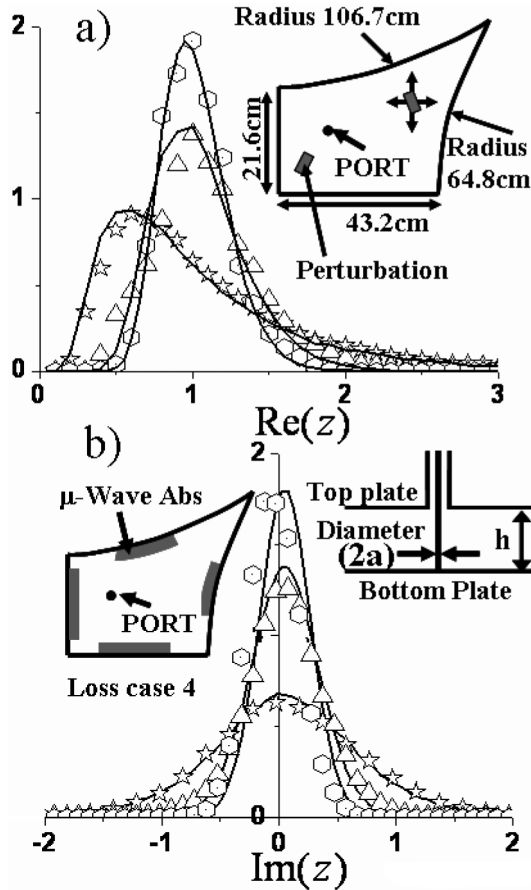 a)
2
1
0
0
1
2
3
Re(z)
Radius 106.7cm
21.6cm
PORT
Radius
64.8cm
43.2cm
Perturbation
b)
2
0
-2
-1
0
1
2
Im(z)
μ-Wave Abs
PORT
Loss case 4
Top plate
Diameter
(2a)
h
Bottom Plate